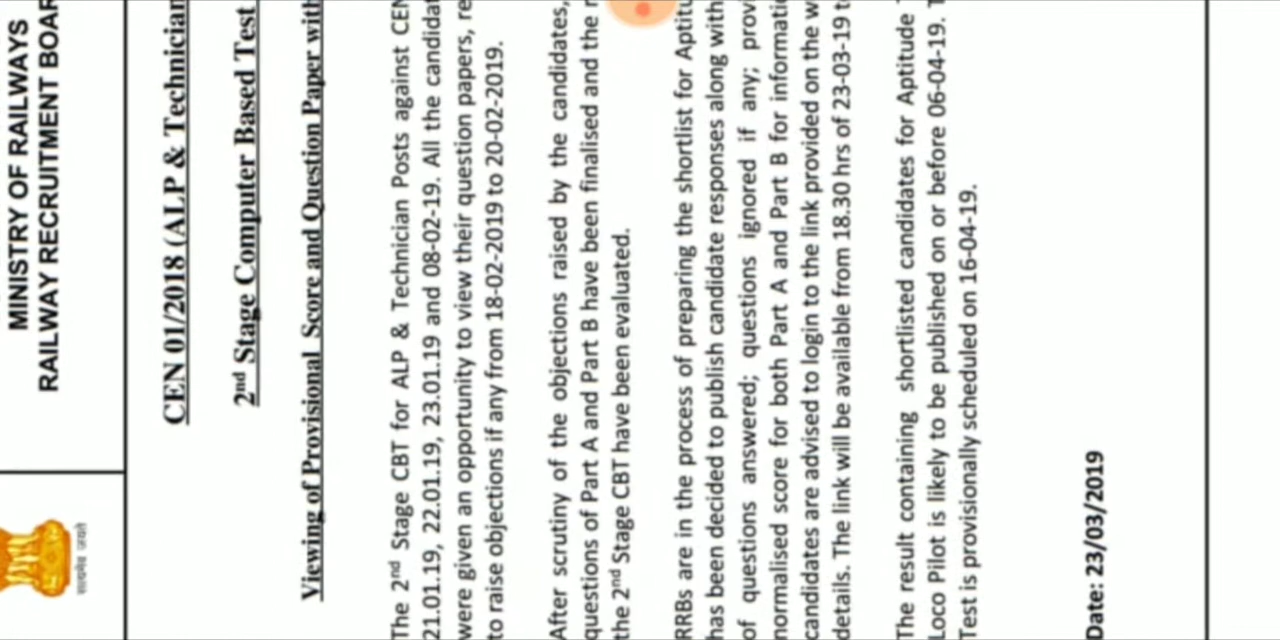 MINISTRY OF RAILWAYS
RAILWAY RECRUITMENT BOAR
सत्यमेव जयते
CEN 01/2018 (ALP & Technician
2nd Stage Computer Based Test
Viewing of Provisional Score and Question Paper with
The 2nd Stage CBT for ALP & Technician Posts against CEN
21.01.19, 22.01.19, 23.01.19 and 08-02-19. All the candidat
were given an opportunity to view their question papers, re
to raise objections if any from 18-02-2019 to 20-02-2019.
After scrutiny of the objections raised by the candidates,
questions of Part A and Part B have been finalised and the r
the 2nd Stage CBT have been evaluated.
RRBs are in the process of preparing the shortlist for Aptitu
has been decided to publish candidate responses along with
of questions answered; questions ignored if any; prov
normalised score for both Part A and Part B for informatio
candidates are advised to login to the link provided on the w
details. The link will be available from 18.30 hrs of 23-03-19 t
The result containing shortlisted candidates for Aptitude T
Loco Pilot is likely to be published on or before 06-04-19. T
Test is provisionally scheduled on 16-04-19.
Date: 23/03/2019